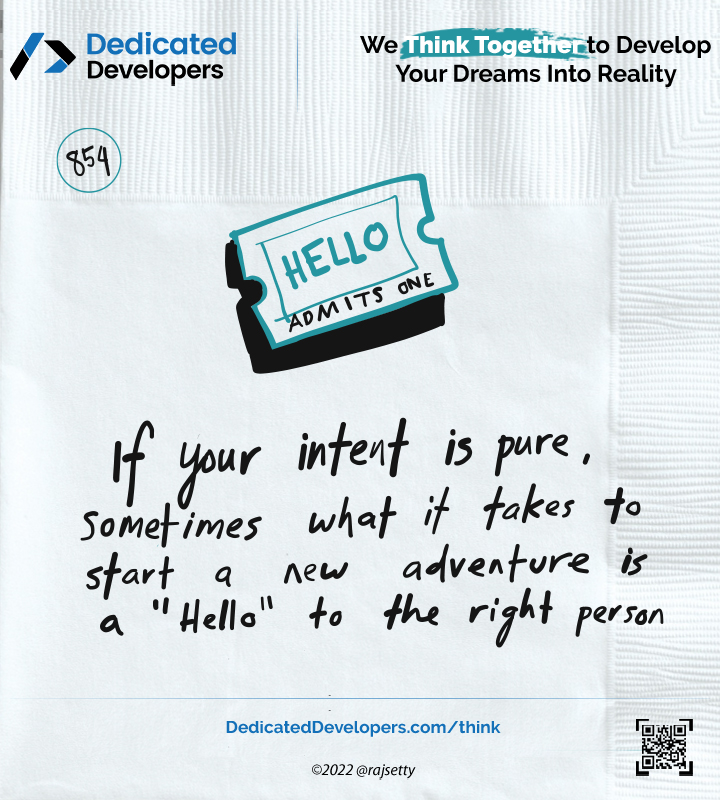 Dedicated
Developers
We Think Together to Develop
Your Dreams Into Reality
854
HELLO
ADMITS ONE
If your intent is pure,
sometimes what it takes to
start a new adventure is
a "Hello" to the right person
DedicatedDevelopers.com/think
©2022 @rajsetty